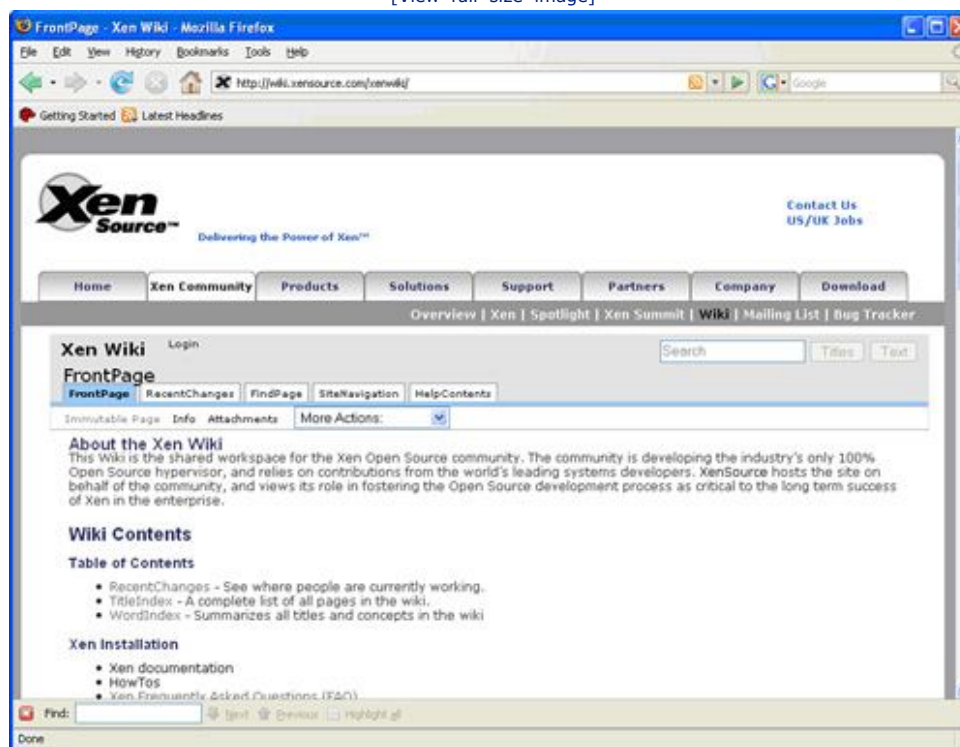 [View full size image]
FrontPage - Xen Wiki - Mozilla Firefox
File Edit View History Bookmarks Tools Help
http://wiki.xensource.com/xenwiki/
Google
Getting Started Latest Headlines
Xen
Source™
Delivering the Power of Xen™
Contact Us
US/UK Jobs
Home Xen Community Products Solutions Support Partners Company Download
Overview | Xen | Spotlight | Xen Summit | Wiki | Mailing List | Bug Tracker
Xen Wiki Login
Search Titles Text
FrontPage
FrontPage RecentChanges FindPage SiteNavigation HelpContents
Immutable Page Info Attachments More Actions:
About the Xen Wiki
This Wiki is the shared workspace for the Xen Open Source community. The community is developing the industry's only 100%
Open Source hypervisor, and relies on contributions from the world's leading systems developers. XenSource hosts the site on
behalf of the community, and views its role in fostering the Open Source development process as critical to the long term success
of Xen in the enterprise.
Wiki Contents
Table of Contents
• RecentChanges - See where people are currently working.
• TitleIndex - A complete list of all pages in the wiki.
• WordIndex - Summarizes all titles and concepts in the wiki
Xen Installation
• Xen documentation
• HowTos
• Xen Frequently Asked Questions (FAQ)
Find: Next Previous Highlight all
Done